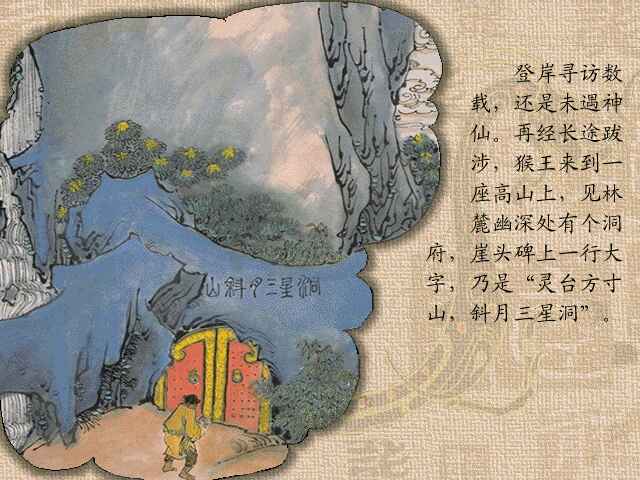 登岸寻访数
载，还是未遇神
仙。再经长途跋
涉，猴王来到一
座高山上，见林
麓幽深处有个洞
府，崖头碑上一行大
字，乃是“灵台方寸
山，斜月三星洞”。
山斜月三星洞